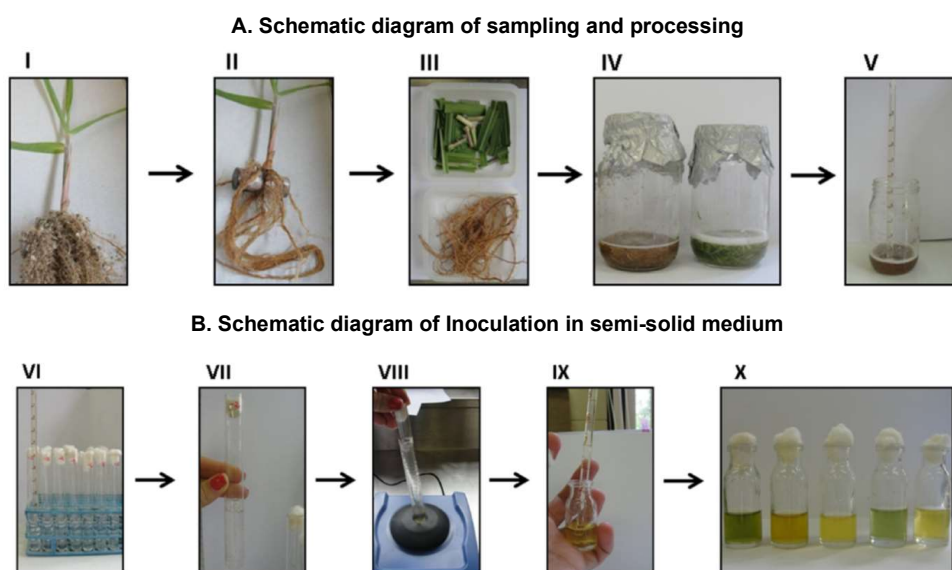 A. Schematic diagram of sampling and processing
I II III IV V
B. Schematic diagram of Inoculation in semi-solid medium
VI VII VIII IX X